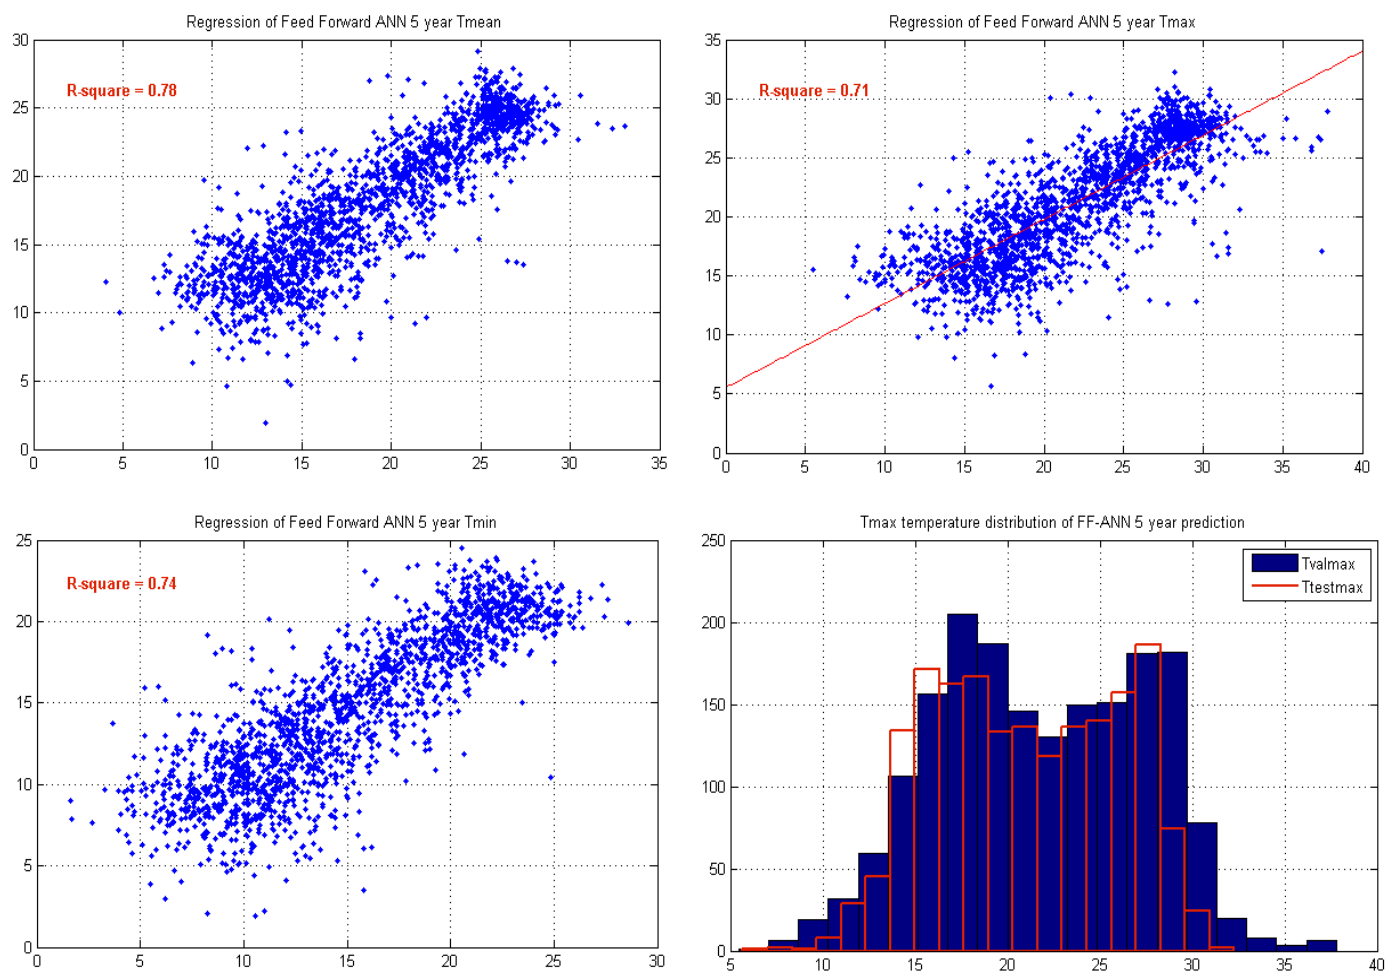 Regression of Feed Forward ANN 5 year Tmean
R-square = 0.78
30
25
20
15
10
5
0
0 5 10 15 20 25 30 35
Regression of Feed Forward ANN 5 year Tmax
R-square = 0.71
35
30
25
20
15
10
5
0
0 5 10 15 20 25 30 35 40
Regression of Feed Forward ANN 5 year Tmin
R-square = 0.74
25
20
15
10
5
0
0 5 10 15 20 25 30
Tmax temperature distribution of FF-ANN 5 year prediction
Tvalmax
Ttestmax
250
200
150
100
50
0
5 10 15 20 25 30 35 40